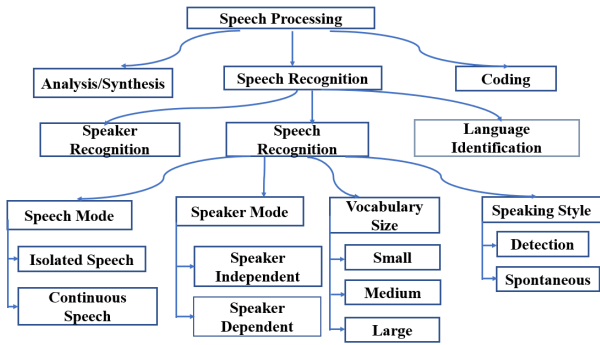 Speech Processing
Analysis/Synthesis
Speech Recognition
Coding
Speaker
Recognition
Speech
Recognition
Language
Identification
Speech Mode
Isolated Speech
Continuous
Speech
Speaker Mode
Speaker
Independent
Speaker
Dependent
Vocabulary
Size
Small
Medium
Large
Speaking Style
Detection
Spontaneous